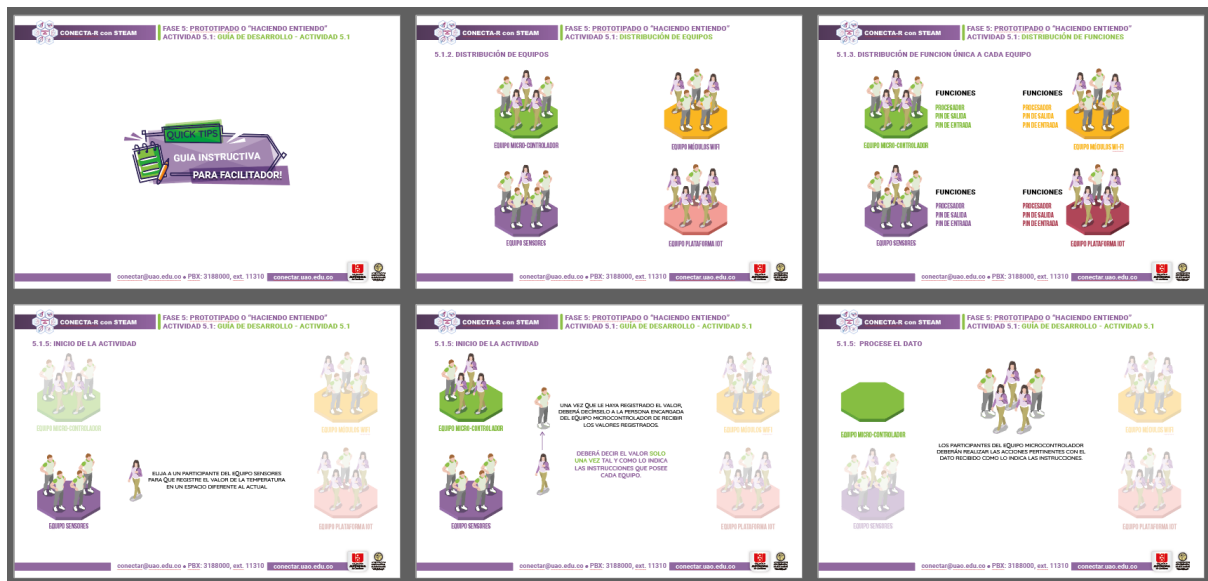 CONECTA-R con STEAM
FASE 5: PROTOTIPADO O "HACIENDO ENTIENDO"
ACTIVIDAD 5.1: GUÍA DE DESARROLLO - ACTIVIDAD 5.1
QUICK TIPS
GUIA INSTRUCTIVA
PARA FACILITADOR!
conectar@uao.edu.co • PBX: 3188000, ext. 11310
conectar.uao.edu.co
CONECTA-R con STEAM
FASE 5: PROTOTIPADO O "HACIENDO ENTIENDO"
ACTIVIDAD 5.1: DISTRIBUCIÓN DE EQUIPOS
5.1.2. DISTRIBUCIÓN DE EQUIPOS
EQUIPO MICRO-CONTROLADOR
EQUIPO MÓCULOS WIFI
EQUIPO SENSORES
EQUIPO PLATAFORMA IOT
conectar@uao.edu.co • PBX: 3188000, ext. 11310
conectar.uao.edu.co
CONECTA-R con STEAM
FASE 5: PROTOTIPADO O "HACIENDO ENTIENDO"
ACTIVIDAD 5.1: DISTRIBUCIÓN DE FUNCIONES
5.1.3. DISTRIBUCIÓN DE FUNCION ÚNICA A CADA EQUIPO
FUNCIONES
PROCESADOR
PIN DE SALIDA
PIN DE ENTRADA
EQUIPO MICRO-CONTROLADOR
FUNCIONES
PROCESADOR
PIN DE SALIDA
PIN DE ENTRADA
EQUIPO MÓCULOS WI-FI
FUNCIONES
PROCESADOR
PIN DE SALIDA
PIN DE ENTRADA
EQUIPO SENSORES
FUNCIONES
PROCESADOR
PIN DE SALIDA
PIN DE ENTRADA
EQUIPO PLATAFORMA IOT
conectar@uao.edu.co • PBX: 3188000, ext. 11310
conectar.uao.edu.co
CONECTA-R con STEAM
FASE 5: PROTOTIPADO O "HACIENDO ENTIENDO"
ACTIVIDAD 5.1: GUÍA DE DESARROLLO - ACTIVIDAD 5.1
5.1.5: INICIO DE LA ACTIVIDAD
EQUIPO MICRO-CONTROLADOR
EQUIPO MÓCULOS WIFI
ELIJA A UN PARTICIPANTE DEL EQUIPO SENSORES
PARA QUE REGISTRE EL VALOR DE LA TEMPERATURA
EN UN ESPACIO DIFERENTE AL ACTUAL
EQUIPO SENSORES
EQUIPO PLATAFORMA IOT
conectar@uao.edu.co • PBX: 3188000, ext. 11310
conectar.uao.edu.co
CONECTA-R con STEAM
FASE 5: PROTOTIPADO O "HACIENDO ENTIENDO"
ACTIVIDAD 5.1: GUÍA DE DESARROLLO - ACTIVIDAD 5.1
5.1.5: INICIO DE LA ACTIVIDAD
EQUIPO MICRO-CONTROLADOR
UNA VEZ QUE LE HAYA REGISTRADO EL VALOR,
DEBERÁ DECÍRSELO A LA PERSONA ENCARGADA
DEL EQUIPO MICROCONTROLADOR DE RECIBIR
LOS VALORES REGISTRADOS.
EQUIPO MÓCULOS WIFI
DEBERÁ DECIR EL VALOR SOLO
UNA VEZ TAL Y COMO LO INDICA
LAS INSTRUCCIONES QUE POSEE
CADA EQUIPO.
EQUIPO SENSORES
EQUIPO PLATAFORMA IOT
conectar@uao.edu.co • PBX: 3188000, ext. 11310
conectar.uao.edu.co
CONECTA-R con STEAM
FASE 5: PROTOTIPADO O "HACIENDO ENTIENDO"
ACTIVIDAD 5.1: GUÍA DE DESARROLLO - ACTIVIDAD 5.1
5.1.5: PROCESE EL DATO
EQUIPO MICRO-CONTROLADOR
EQUIPO MÓCULOS WIFI
LOS PARTICIPANTES DEL EQUIPO MICROCONTROLADOR
DEBERÁN REALIZAR LAS ACCIONES PERTINENTES CON EL
DATO RECIBIDO COMO LO INDICA LAS INSTRUCCIONES.
EQUIPO SENSORES
EQUIPO PLATAFORMA IOT
conectar@uao.edu.co • PBX: 3188000, ext. 11310
conectar.uao.edu.co